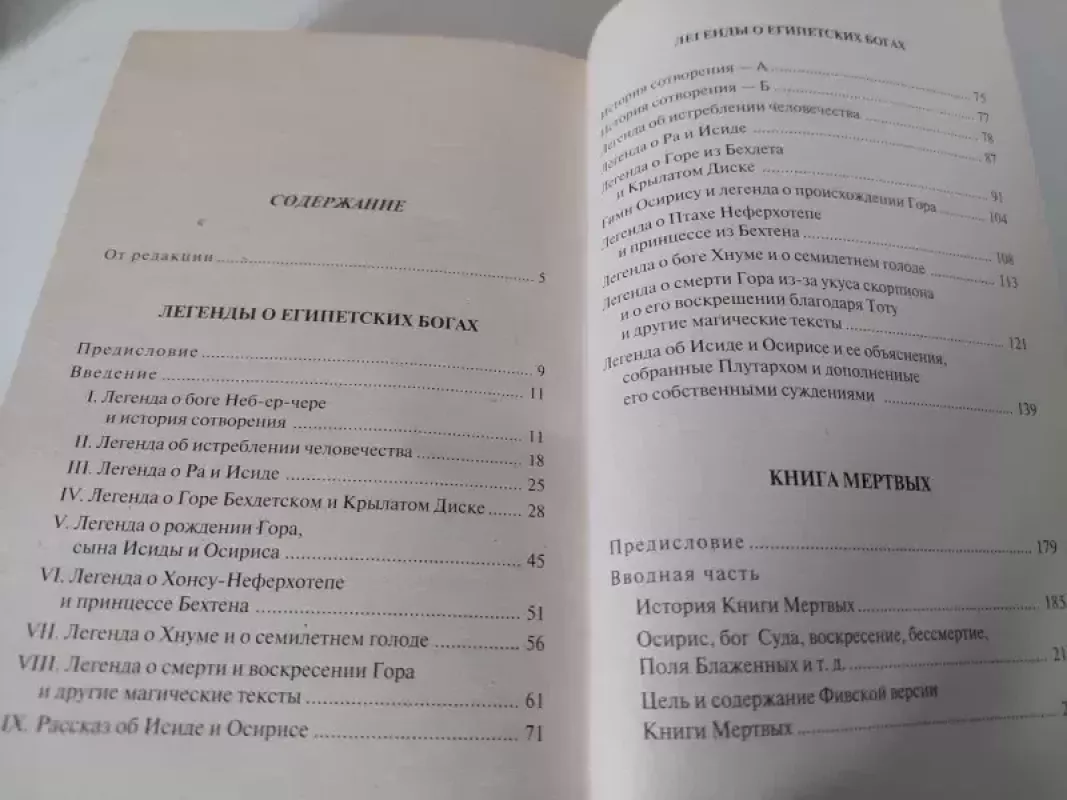 СОДЕРЖАНИЕ
От редакции 5
ЛЕГЕНДЫ О ЕГИПЕТСКИХ БОГАХ
Предисловие 9
Введение 11
I. Легенда о боге Неб-ер-чере
и история сотворения 11
II. Легенда об истреблении человечества 18
III. Легенда о Ра и Исиде 25
IV. Легенда о Горе Бехдетском и Крылатом Диске 28
V. Легенда о рождении Гора,
сына Исиды и Осириса 45
VI. Легенда о Хонсу-Неферхотепе
и принцессе Бехтена 51
VII. Легенда о Хнуме и о семилетнем голоде 56
VIII. Легенда о смерти и воскресении Гора
и другие магические тексты 61
IX. Рассказ об Исиде и Осирисе 71
ЛЕГЕНДЫ О ЕГИПЕТСКИХ БОГАХ
История сотворения — А 75
История сотворения — Б 77
Легенда об истреблении человечества 78
Легенда о Ра и Исиде 87
Легенда о Горе из Бехдета
и Крылатом Диске 91
Гимн Осирису и легенда о происхождении Гора 104
Легенда о Птахе Неферхотепе
и принцессе из Бехтена 108
Легенда о боге Хнуме и о семилетнем голоде 113
Легенда о смерти Гора из-за укуса скорпиона
и о его воскрешении благодаря Тоту
и другие магические тексты 121
Легенда об Исиде и Осирисе и ее объяснения,
собранные Плутархом и дополненные
его собственными суждениями 139
КНИГА МЕРТВЫХ
Предисловие 179
Вводная часть
История Книги Мертвых 185
Осирис, бог Суда, воскресение, бессмертие,
Поля Блаженных и т. д.
Цель и содержание Фивской версии
Книги Мертвых